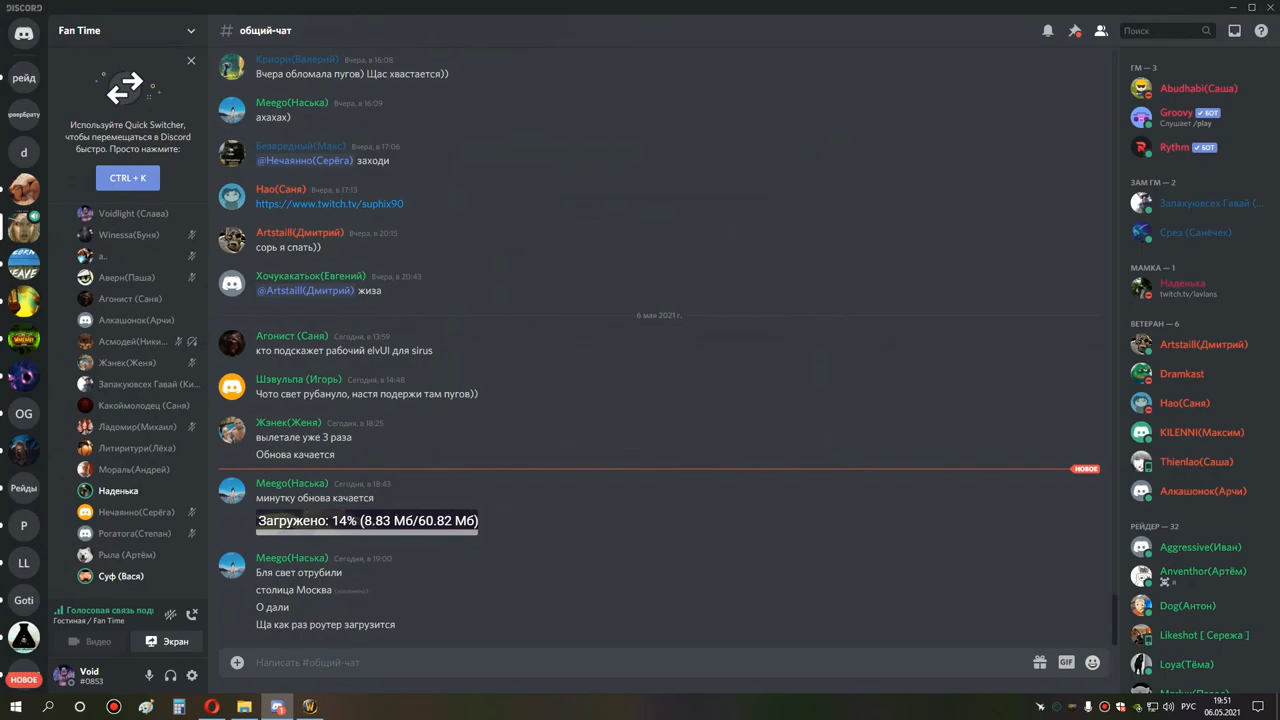 DISCORD
Fan Time
общий-чат
Поиск
рейд
d
OG
Рейды
P
LL
Goti
НОВОЕ
Используйте Quick Switcher,
чтобы перемещаться в Discord
быстро. Просто нажмите:
CTRL + K
Voidlight (Слава)
Winessa(Буня)
а..
Аверн(Паша)
Агонист (Саня)
Алкашонок(Арчи)
Асмодей(Ники...
Жэнек(Женя)
Запакуювсех Гавай (Ки...
Какоймолодец (Саня)
Ладомир(Михаил)
Литиритури(Лёха)
Мораль(Андрей)
Наденька
Нечаянно(Серёга)
Рогатога(Степан)
Рыла (Артём)
Суф (Вася)
Голосовая связь под
Гостиная / Fan Time
Видео
Экран
Void
#0853
Криори(Валерий) Вчера, в 16:08
Вчера обломала пугов) Щас хвастается))
Meego(Наська) Вчера, в 16:09
ахахах)
Безвредный(Макс) Вчера, в 17:06
@Нечаянно(Серёга) заходи
Нао(Саня) Вчера, в 17:13
https://www.twitch.tv/suphix90
Artstaill(Дмитрий) Вчера, в 20:15
сорь я спать))
Хочукакатьок(Евгений) Вчера, в 20:43
@Artstaill(Дмитрий) жиза
6 мая 2021 г.
Агонист (Саня) Сегодня, в 13:59
кто подскажет рабочий elvUI для sirus
Шэвульпа (Игорь) Сегодня, в 14:48
Чото свет рубануло, настя подержи там пугов))
Жэнек(Женя) Сегодня, в 18:25
вылетале уже 3 раза
Обнова качается
НОВОЕ
Meego(Наська) Сегодня, в 18:43
минутку обнова качается
Загружено: 14% (8.83 Мб/60.82 Мб)
Meego(Наська) Сегодня, в 19:00
Бля свет отрубили
столица Москва (изменено)
О дали
Ща как раз роутер загрузится
Написать #общий-чат
GIF
ГМ — 3
Abudhabi(Саша)
Groovy ✓ БОТ
Слушает /play
Rythm ✓ БОТ
ЗАМ ГМ — 2
Запакуювсех Гавай (...
Срез (Санёчек)
МАМКА — 1
Наденька
twitch.tv/lavlans
ВЕТЕРАН — 6
Artstaill(Дмитрий)
Dramkast
Нао(Саня)
KILENNI(Максим)
Thienlao(Саша)
Алкашонок(Арчи)
РЕЙДЕР — 32
Aggressive(Иван)
Anventhor(Артём)
Dog(Антон)
Likeshot [ Сережа ]
Loya(Тёма)
РУС
19:51
06.05.2021